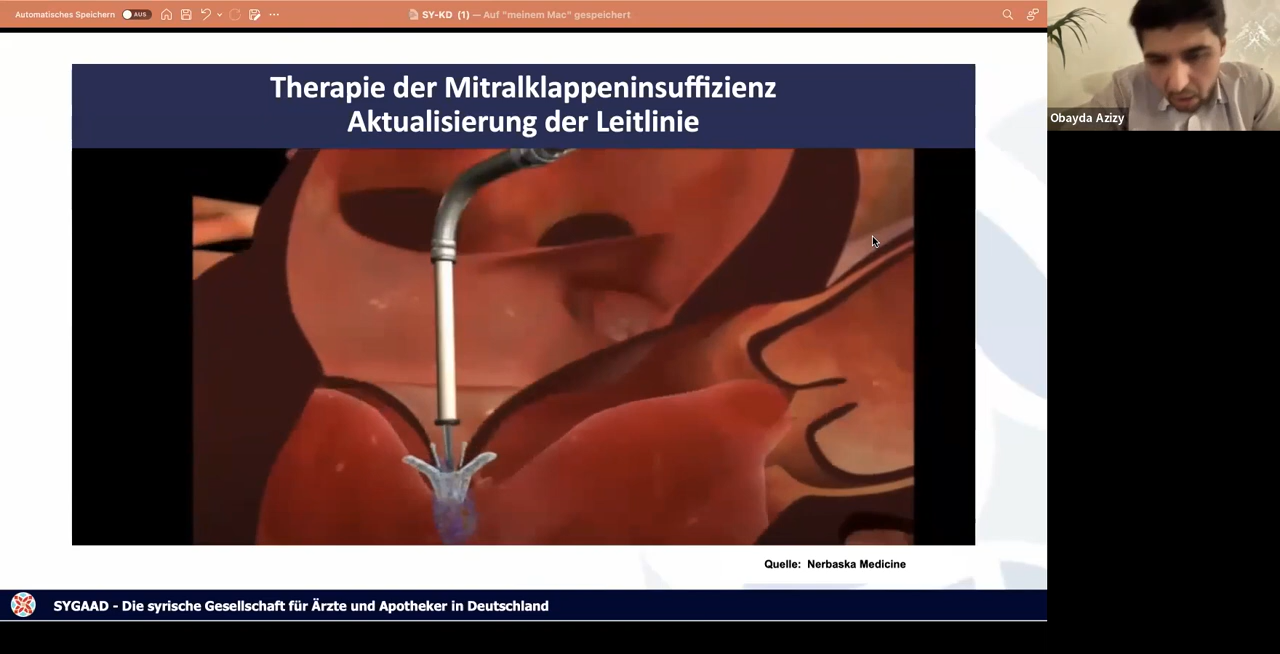 Automatisches Speichern AUS SY-KD (1) — Auf "meinem Mac" gespeichert
Therapie der Mitralklappeninsuffizienz
Aktualisierung der Leitlinie
Obayda Azizy
Quelle: Nerbaska Medicine
SYGAAD - Die syrische Gesellschaft für Ärzte und Apotheker in Deutschland